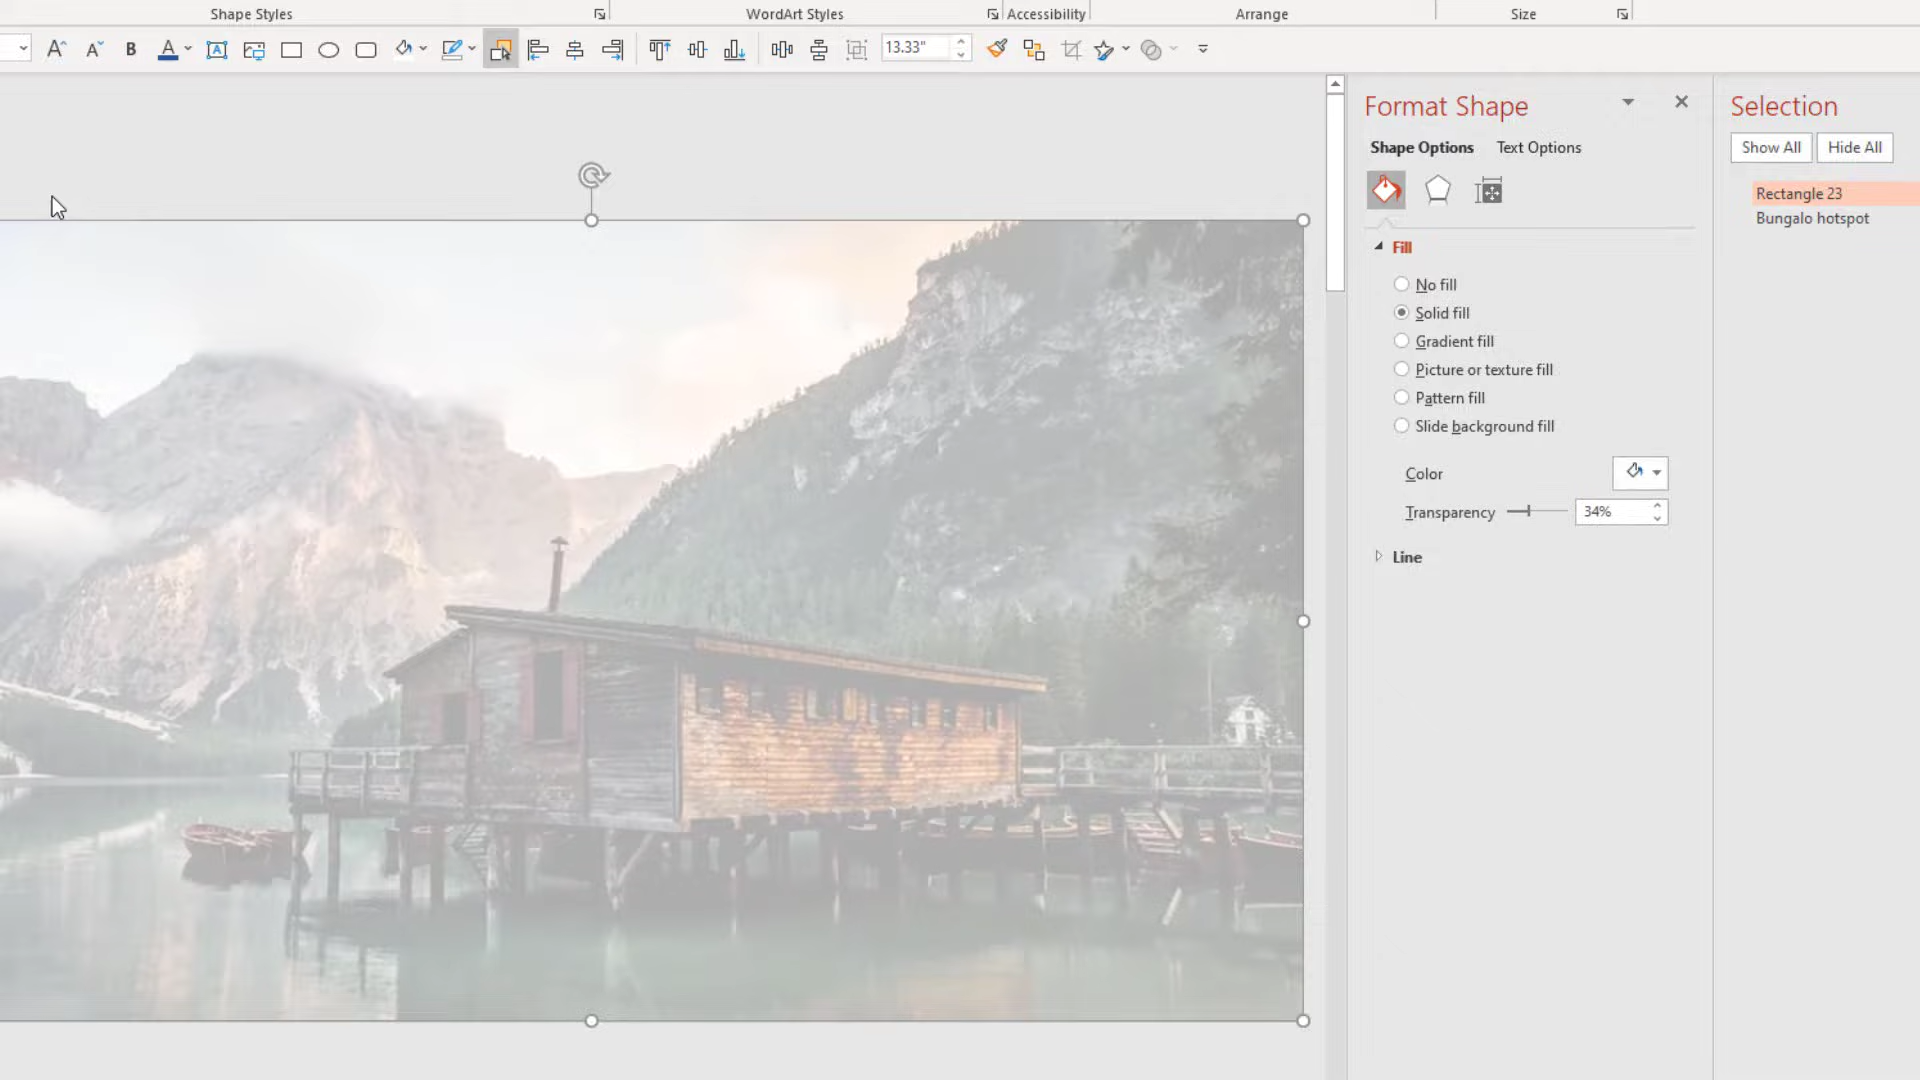 Shape Styles
WordArt Styles
Accessibility
Arrange
Size
A A B A A 13.33"
Format Shape
Shape Options Text Options
Fill
No fill
Solid fill
Gradient fill
Picture or texture fill
Pattern fill
Slide background fill
Color
Transparency 34%
Line
Selection
Show All Hide All
Rectangle 23
Bungalo hotspot